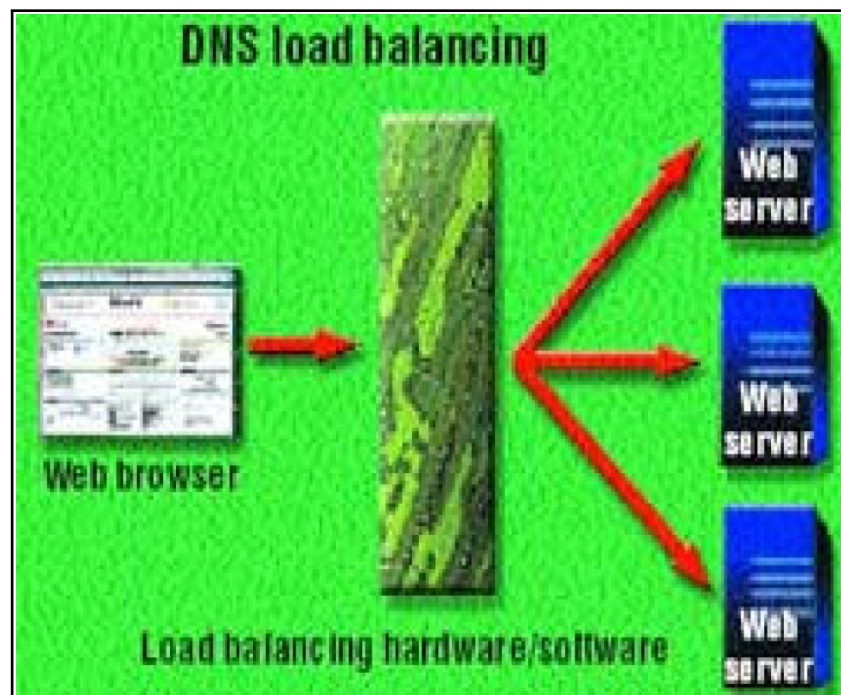 DNS load balancing
Web
server
Web browser
Web
server
Load balancing hardware/software
Web
server